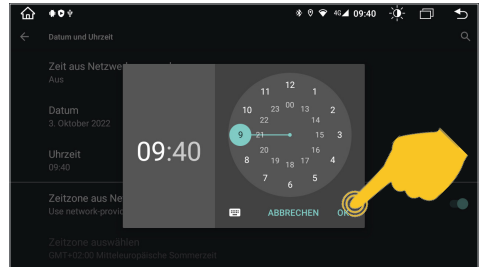 4G 09:40
Datum und Uhrzeit
Zeit aus Netzwe
Aus
Datum
3. Oktober 2022
Uhrzeit
09:40
Zeitzone aus Ne
Use network-provid
Zeitzone auswählen
GMT+02:00 Mitteleuropäische Sommerzeit
09:40
12
11 1
00
10 23 13 2
22 14
9 21 15 3
20 16
8 19 18 17 4
7 5
6
ABBRECHEN OK